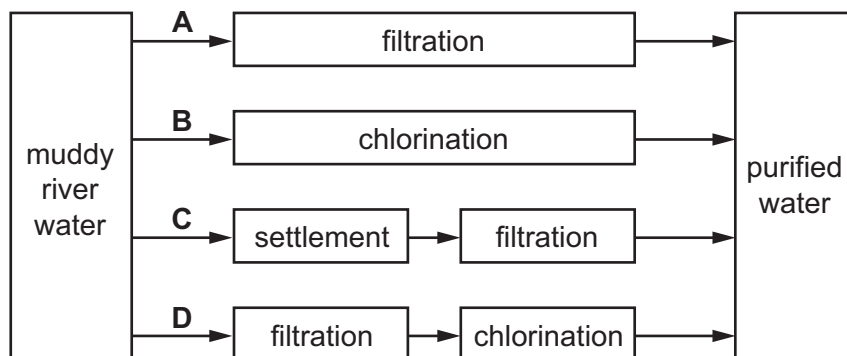 A
filtration
B
chlorination
muddy
river
water
purified
water
C
settlement
filtration
D
filtration
chlorination